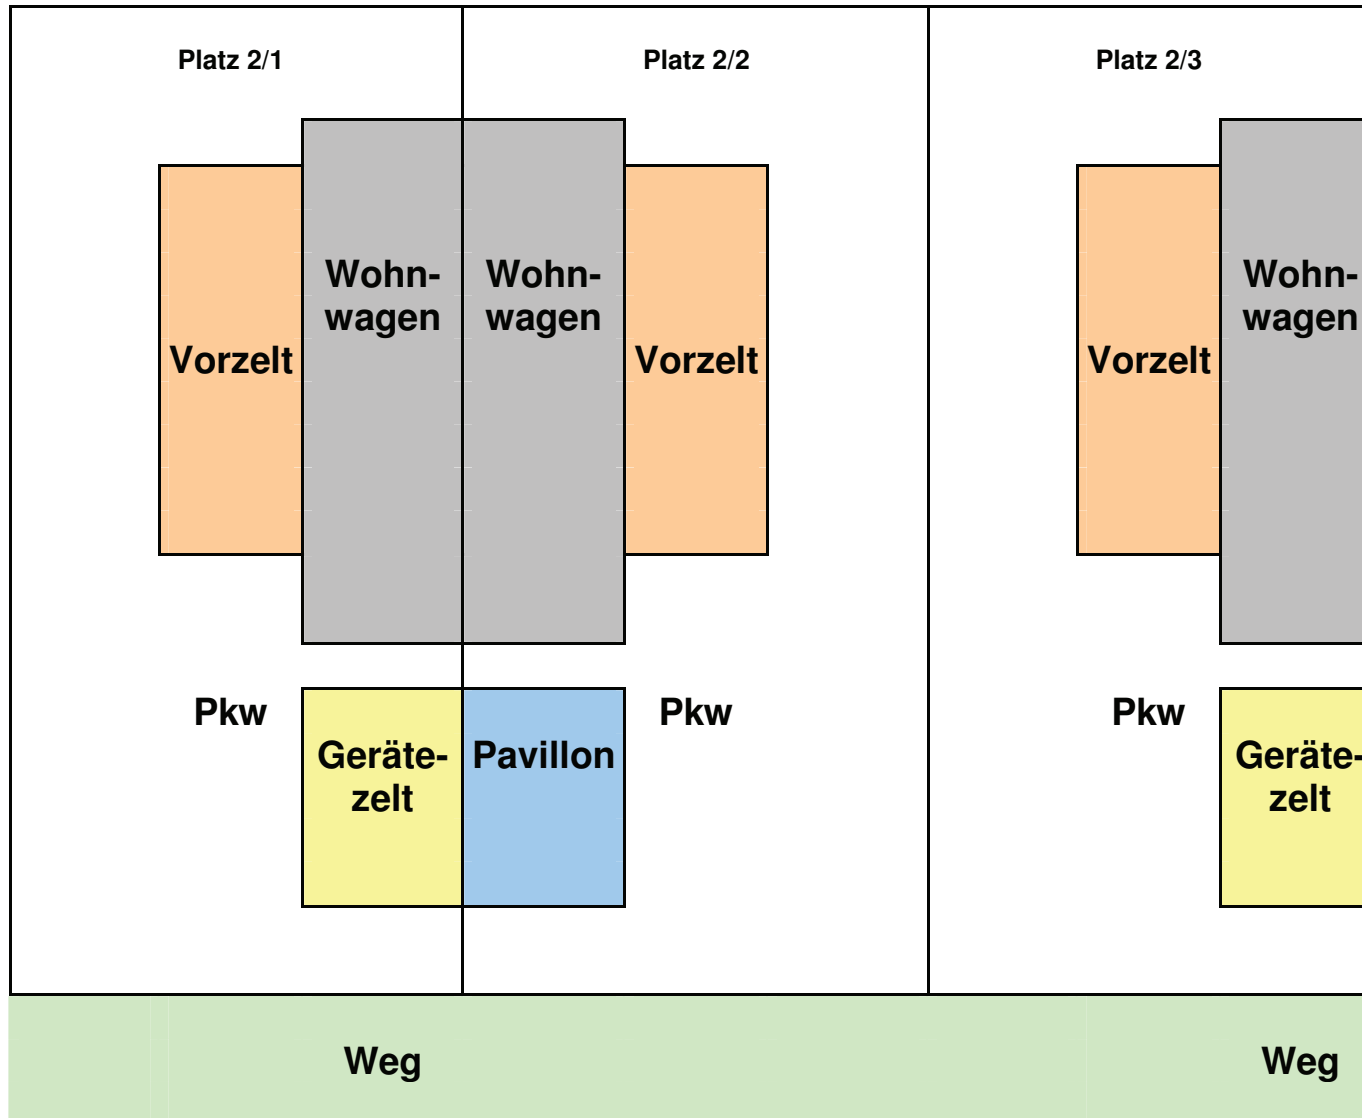 Platz 2/1
Platz 2/2
Platz 2/3
Wohn-
wagen
Wohn-
wagen
Wohn-
wagen
Vorzelt
Vorzelt
Vorzelt
Pkw
Pkw
Pkw
Geräte-
zelt
Pavillon
Geräte-
zelt
Weg
Weg